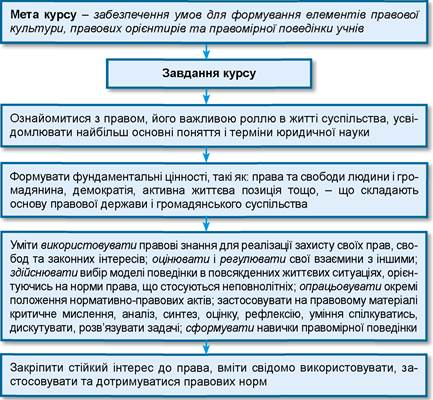 Мета курсу – забезпечення умов для формування елементів правової
культури, правових орієнтирів та правомірної поведінки учнів
Завдання курсу
Ознайомитися з правом, його важливою роллю в житті суспільства, усві-
домлювати найбільш основні поняття і терміни юридичної науки
Формувати фундаментальні цінності, такі як: права та свободи людини і гро-
мадянина, демократія, активна життєва позиція тощо, – що складають
основу правової держави і громадянського суспільства
Уміти використовувати правові знання для реалізації захисту своїх прав, сво-
бод та законних інтересів; оцінювати і регулювати свої взаємини з іншими;
здійснювати вибір моделі поведінки в повсякденних життєвих ситуаціях, орієн-
туючись на норми права, що стосуються неповнолітніх; опрацьовувати окремі
положення нормативно-правових актів; застосовувати на правовому матеріалі
критичне мислення, аналіз, синтез, оцінку, рефлексію, уміння спілкуватись,
дискутувати, розв’язувати задачі; сформувати навички правомірної поведінки
Закріпити стійкий інтерес до права, вміти свідомо використовувати, за-
стосовувати та дотримуватися правових норм